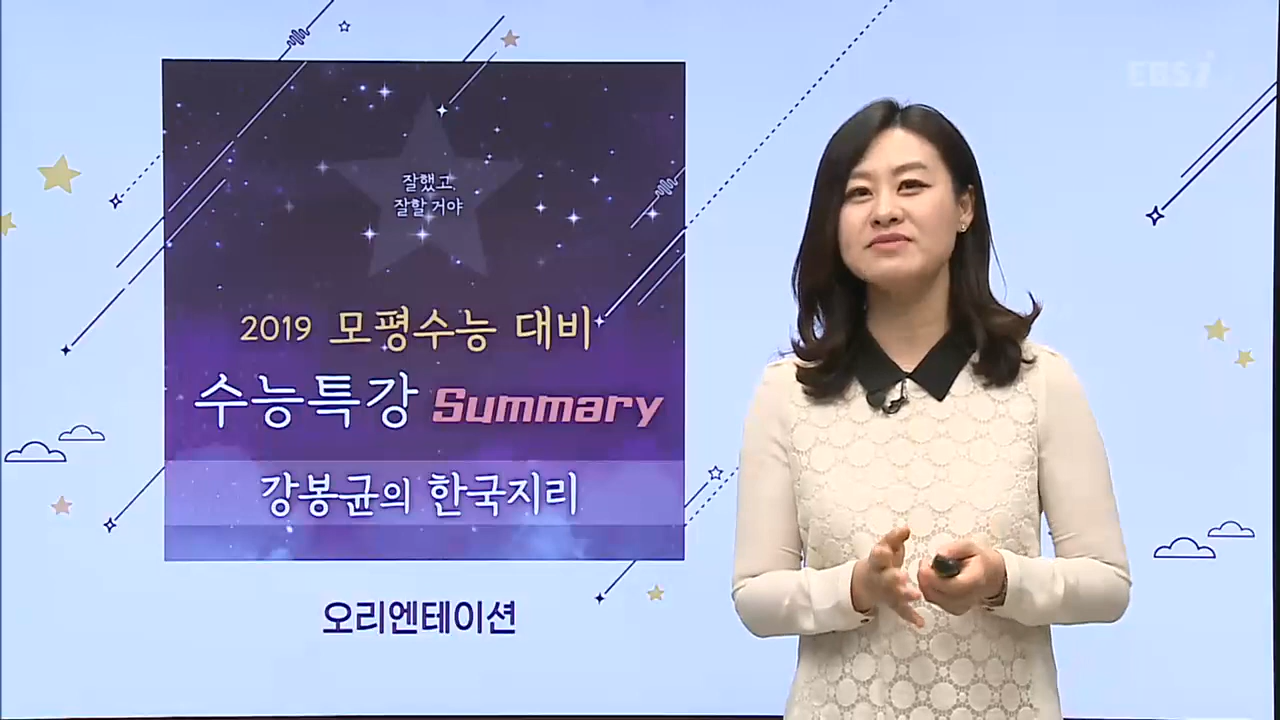 EBSi
잘했고,
잘할 거야
2019 모평수능 대비
수능특강 Summary
강봉균의 한국지리
오리엔테이션